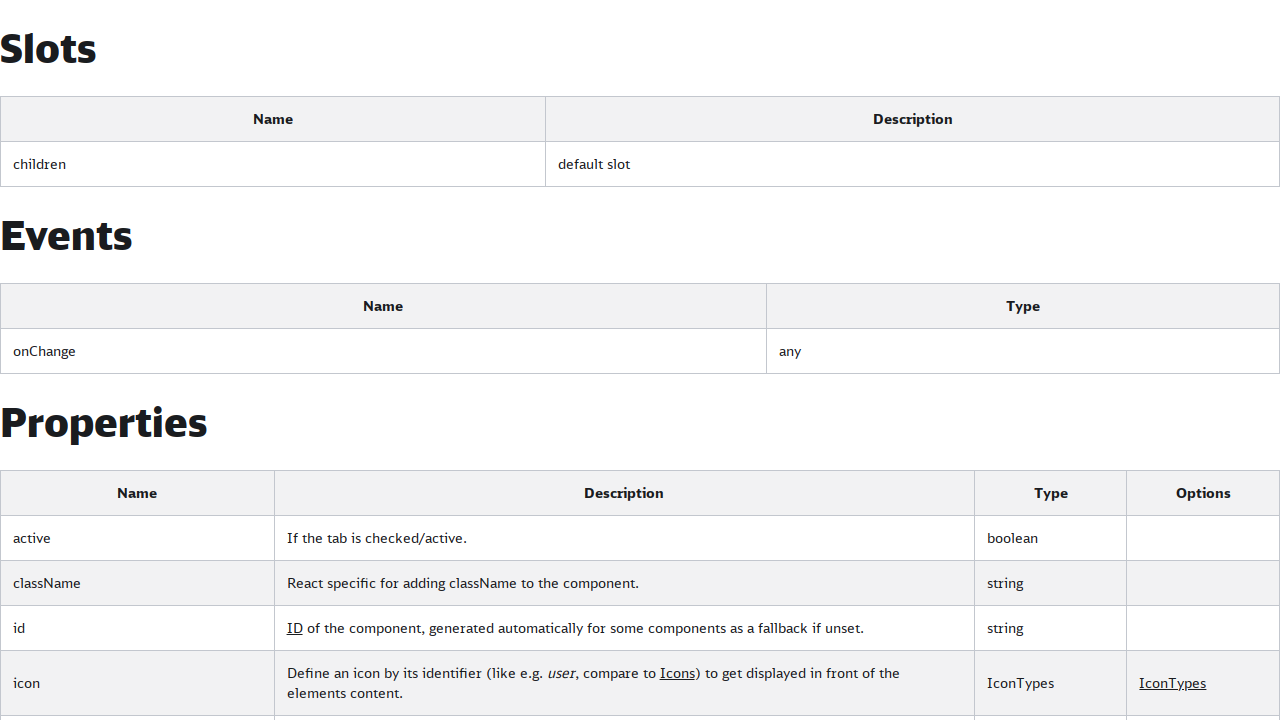 Slots
Name Description
children default slot
Events
Name Type
onChange any
Properties
Name Description Type Options
active If the tab is checked/active. boolean
className React specific for adding className to the component. string
id ID of the component, generated automatically for some components as a fallback if unset. string
icon Define an icon by its identifier (like e.g. user, compare to Icons) to get displayed in front of the elements content. IconTypes IconTypes